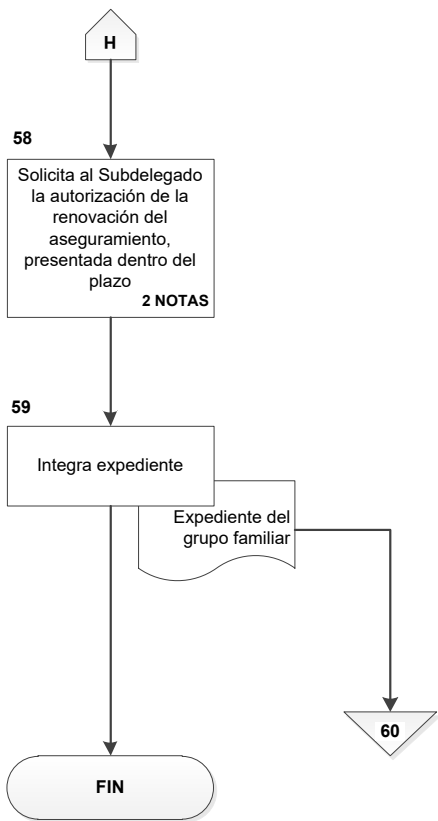 H
58
Solicita al Subdelegado
la autorización de la
renovación del
aseguramiento,
presentada dentro del
plazo
2 NOTAS
59
Integra expediente
Expediente del
grupo familiar
60
FIN